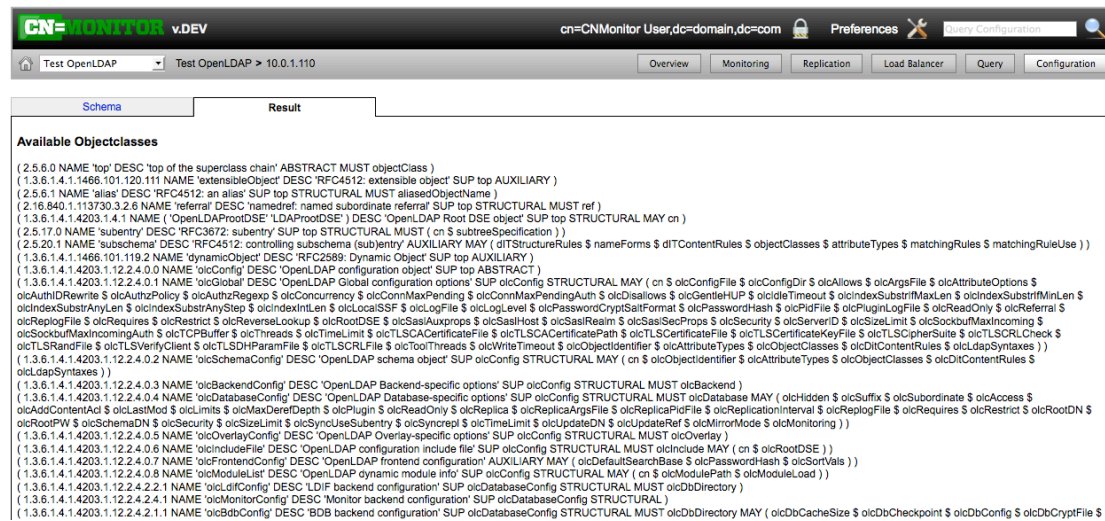 CN=MONITOR v.DEV cn=CNMonitor User,dc=domain,dc=com Preferences Query Configuration
Test OpenLDAP Test OpenLDAP > 10.0.1.110 Overview Monitoring Replication Load Balancer Query Configuration
Schema Result
Available Objectclasses
( 2.5.6.0 NAME 'top' DESC 'top of the superclass chain' ABSTRACT MUST objectClass )
( 1.3.6.1.4.1.1466.101.120.111 NAME 'extensibleObject' DESC 'RFC4512: extensible object' SUP top AUXILIARY )
( 2.5.6.1 NAME 'alias' DESC 'RFC4512: an alias' SUP top STRUCTURAL MUST aliasedObjectName )
( 2.16.840.1.113730.3.2.6 NAME 'referral' DESC 'namedref: named subordinate referral' SUP top STRUCTURAL MUST ref )
( 1.3.6.1.4.1.4203.1.4.1 NAME ( 'OpenLDAProotDSE' 'LDAProotDSE' ) DESC 'OpenLDAP Root DSE object' SUP top STRUCTURAL MAY cn )
( 2.5.17.0 NAME 'subentry' DESC 'RFC3672: subentry' SUP top STRUCTURAL MUST ( cn $ subtreeSpecification ) )
( 2.5.20.1 NAME 'subschema' DESC 'RFC4512: controlling subschema (sub)entry' AUXILIARY MAY ( dITStructureRules $ nameForms $ dITContentRules $ objectClasses $ attributeTypes $ matchingRules $ matchingRuleUse ) )
( 1.3.6.1.4.1.1466.101.119.2 NAME 'dynamicObject' DESC 'RFC2589: Dynamic Object' SUP top AUXILIARY )
( 1.3.6.1.4.1.4203.1.12.2.4.0.0 NAME 'olcConfig' DESC 'OpenLDAP configuration object' SUP top ABSTRACT )
( 1.3.6.1.4.1.4203.1.12.2.4.0.1 NAME 'olcGlobal' DESC 'OpenLDAP Global configuration options' SUP olcConfig STRUCTURAL MAY ( cn $ olcConfigFile $ olcConfigDir $ olcAllows $ olcArgsFile $ olcAttributeOptions $
olcAuthIDRewrite $ olcAuthzPolicy $ olcAuthzRegexp $ olcConcurrency $ olcConnMaxPending $ olcConnMaxPendingAuth $ olcDisallows $ olcGentleHUP $ olcIdleTimeout $ olcIndexSubstrIfMaxLen $ olcIndexSubstrIfMinLen $
olcIndexSubstrAnyLen $ olcIndexSubstrAnyStep $ olcIndexIntLen $ olcLocalSSF $ olcLogFile $ olcLogLevel $ olcPasswordCryptSaltFormat $ olcPasswordHash $ olcPidFile $ olcPluginLogFile $ olcReadOnly $ olcReferral $
olcReplogFile $ olcRequires $ olcRestrict $ olcReverseLookup $ olcRootDSE $ olcSaslAuxprops $ olcSaslHost $ olcSaslRealm $ olcSaslSecProps $ olcSecurity $ olcServerID $ olcSizeLimit $ olcSockbufMaxIncoming $
olcSockbufMaxIncomingAuth $ olcTCPBuffer $ olcThreads $ olcTimeLimit $ olcTLSCACertificateFile $ olcTLSCACertificatePath $ olcTLSCertificateFile $ olcTLSCertificateKeyFile $ olcTLSCipherSuite $ olcTLSCRLCheck $
olcTLSRandFile $ olcTLSVerifyClient $ olcTLSDHParamFile $ olcTLSCRLFile $ olcToolThreads $ olcWriteTimeout $ olcObjectIdentifier $ olcAttributeTypes $ olcObjectClasses $ olcDitContentRules $ olcLdapSyntaxes ) )
( 1.3.6.1.4.1.4203.1.12.2.4.0.2 NAME 'olcSchemaConfig' DESC 'OpenLDAP schema object' SUP olcConfig STRUCTURAL MAY ( cn $ olcObjectIdentifier $ olcAttributeTypes $ olcObjectClasses $ olcDitContentRules $
olcLdapSyntaxes ) )
( 1.3.6.1.4.1.4203.1.12.2.4.0.3 NAME 'olcBackendConfig' DESC 'OpenLDAP Backend-specific options' SUP olcConfig STRUCTURAL MUST olcBackend )
( 1.3.6.1.4.1.4203.1.12.2.4.0.4 NAME 'olcDatabaseConfig' DESC 'OpenLDAP Database-specific options' SUP olcConfig STRUCTURAL MUST olcDatabase MAY ( olcHidden $ olcSuffix $ olcSubordinate $ olcAccess $
olcAddContentAcl $ olcLastMod $ olcLimits $ olcMaxDerefDepth $ olcPlugin $ olcReadOnly $ olcReplica $ olcReplicaArgsFile $ olcReplicaPidFile $ olcReplicationInterval $ olcReplogFile $ olcRequires $ olcRestrict $ olcRootDN $
olcRootPW $ olcSchemaDN $ olcSecurity $ olcSizeLimit $ olcSyncUseSubentry $ olcSyncrepl $ olcTimeLimit $ olcUpdateDN $ olcUpdateRef $ olcMirrorMode $ olcMonitoring ) )
( 1.3.6.1.4.1.4203.1.12.2.4.0.5 NAME 'olcOverlayConfig' DESC 'OpenLDAP Overlay-specific options' SUP olcConfig STRUCTURAL MUST olcOverlay )
( 1.3.6.1.4.1.4203.1.12.2.4.0.6 NAME 'olcIncludeFile' DESC 'OpenLDAP configuration include file' SUP olcConfig STRUCTURAL MUST olcInclude MAY ( cn $ olcRootDSE ) )
( 1.3.6.1.4.1.4203.1.12.2.4.0.7 NAME 'olcFrontendConfig' DESC 'OpenLDAP frontend configuration' AUXILIARY MAY ( olcDefaultSearchBase $ olcPasswordHash $ olcSortVals ) )
( 1.3.6.1.4.1.4203.1.12.2.4.0.8 NAME 'olcModuleList' DESC 'OpenLDAP dynamic module info' SUP olcConfig STRUCTURAL MAY ( cn $ olcModulePath $ olcModuleLoad ) )
( 1.3.6.1.4.1.4203.1.12.2.4.2.2.1 NAME 'olcLdifConfig' DESC 'LDIF backend configuration' SUP olcDatabaseConfig STRUCTURAL MUST olcDbDirectory )
( 1.3.6.1.4.1.4203.1.12.2.4.2.4.1 NAME 'olcMonitorConfig' DESC 'Monitor backend configuration' SUP olcDatabaseConfig STRUCTURAL )
( 1.3.6.1.4.1.4203.1.12.2.4.2.1.1 NAME 'olcBdbConfig' DESC 'BDB backend configuration' SUP olcDatabaseConfig STRUCTURAL MUST olcDbDirectory MAY ( olcDbCacheSize $ olcDbCheckpoint $ olcDbConfig $ olcDbCryptFile $